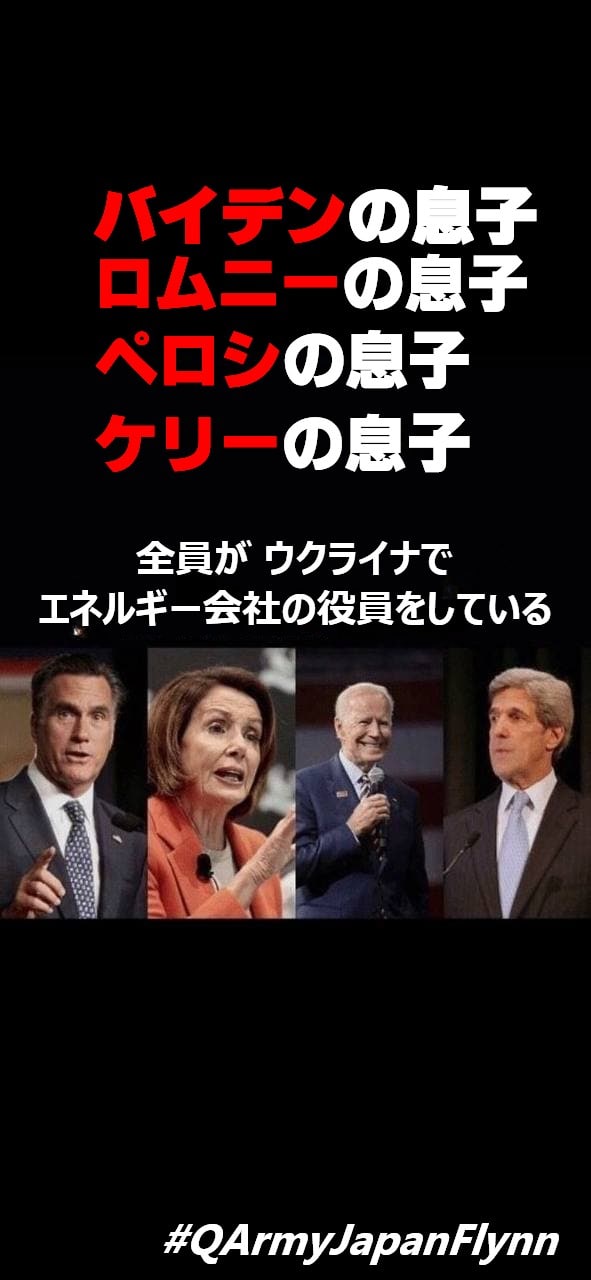 バイデンの息子
ロムニーの息子
ペロシの息子
ケリーの息子
全員が ウクライナで
エネルギー会社の役員をしている
#QArmyJapanFlynn